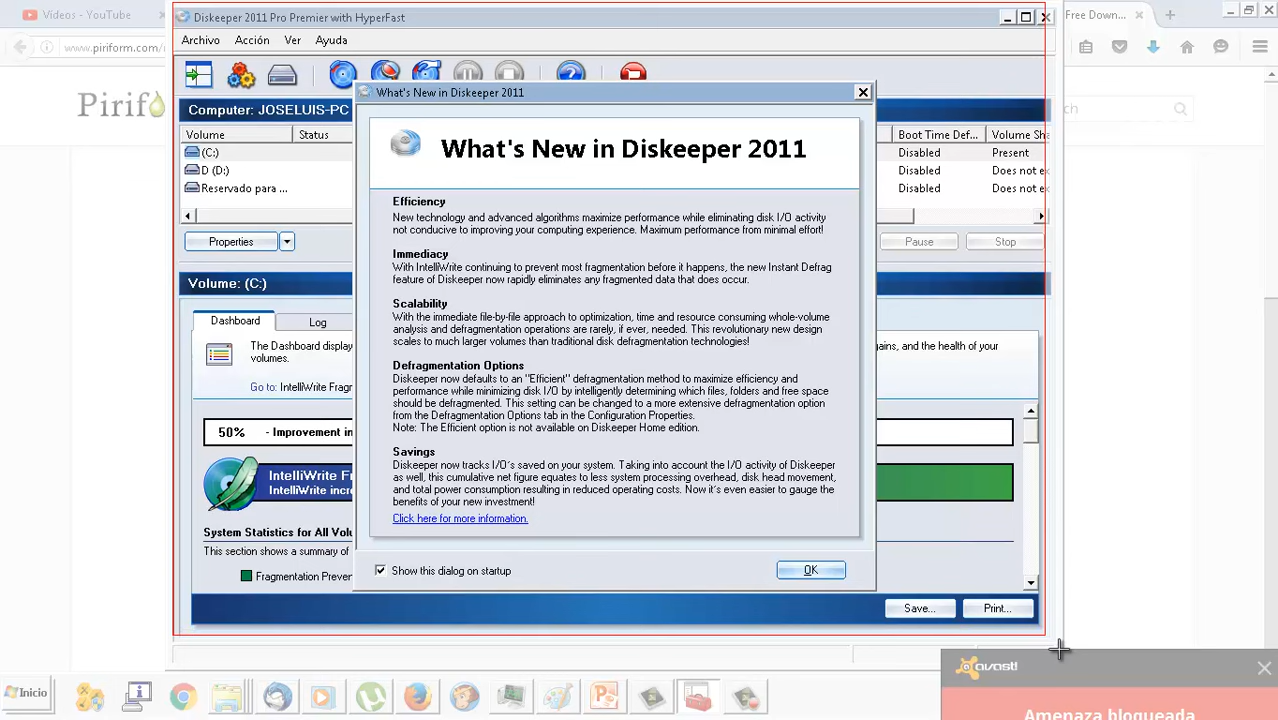 Videos - YouTube
Diskeeper 2011 Pro Premier with HyperFast
Free Down...
www.piriform.com/
Archivo Acción Ver Ayuda
Pirif
ch
Computer: JOSELUIS-PC
Volume Status Boot Time Def... Volume Sha
(C:) Disabled Present
D (D:) Disabled Does not ex
Reservado para ... Disabled Does not ex
Properties Pause Stop
Volume: (C:)
Dashboard Log
The Dashboard display
volumes.
ains, and the health of your
Go to: IntelliWrite Fragm
50% - Improvement in
IntelliWrite Fr
IntelliWrite incre
System Statistics for All Volu
This section shows a summary of
Fragmentation Preven
Save... Print...
What's New in Diskeeper 2011
What's New in Diskeeper 2011
Efficiency
New technology and advanced algorithms maximize performance while eliminating disk I/O activity
not conducive to improving your computing experience. Maximum performance from minimal effort!
Immediacy
With IntelliWrite continuing to prevent most fragmentation before it happens, the new Instant Defrag
feature of Diskeeper now rapidly eliminates any fragmented data that does occur.
Scalability
With the immediate file-by-file approach to optimization, time and resource consuming whole-volume
analysis and defragmentation operations are rarely, if ever, needed. This revolutionary new design
scales to much larger volumes than traditional disk defragmentation technologies!
Defragmentation Options
Diskeeper now defaults to an "Efficient" defragmentation method to maximize efficiency and
performance while minimizing disk I/O by intelligently determining which files, folders and free space
should be defragmented. This setting can be changed to a more extensive defragmentation option
from the Defragmentation Options tab in the Configuration Properties.
Note: The Efficient option is not available on Diskeeper Home edition.
Savings
Diskeeper now tracks I/O's saved on your system. Taking into account the I/O activity of Diskeeper
as well, this cumulative net figure equates to less system processing overhead, disk head movement,
and total power consumption resulting in reduced operating costs. Now it's even easier to gauge the
benefits of your new investment!
Click here for more information.
Show this dialog on startup
OK
avast!
Amenaza bloqueada
Inicio